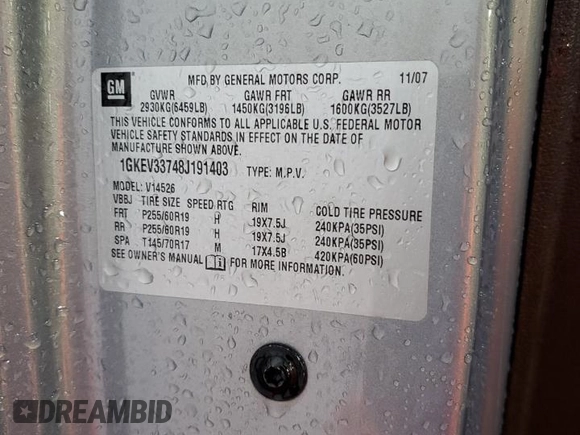 GM
MFD. BY GENERAL MOTORS CORP. 11/07
GVWR GAWR FRT GAWR RR
2930KG(6459LB) 1450KG(3196LB) 1600KG(3527LB)
THIS VEHICLE CONFORMS TO ALL APPLICABLE U.S. FEDERAL MOTOR
VEHICLE SAFETY STANDARDS IN EFFECT ON THE DATE OF
MANUFACTURE SHOWN ABOVE.
1GKEV33748J191403 TYPE: M.P.V.
MODEL: V14526
VBBJ TIRE SIZE SPEED RTG RIM COLD TIRE PRESSURE
FRT P255/60R19 H 19X7.5J 240KPA(35PSI)
RR P255/60R19 H 19X7.5J 240KPA(35PSI)
SPA T145/70R17 M 17X4.5B 420KPA(60PSI)
SEE OWNER'S MANUAL FOR MORE INFORMATION.
DREAMBID